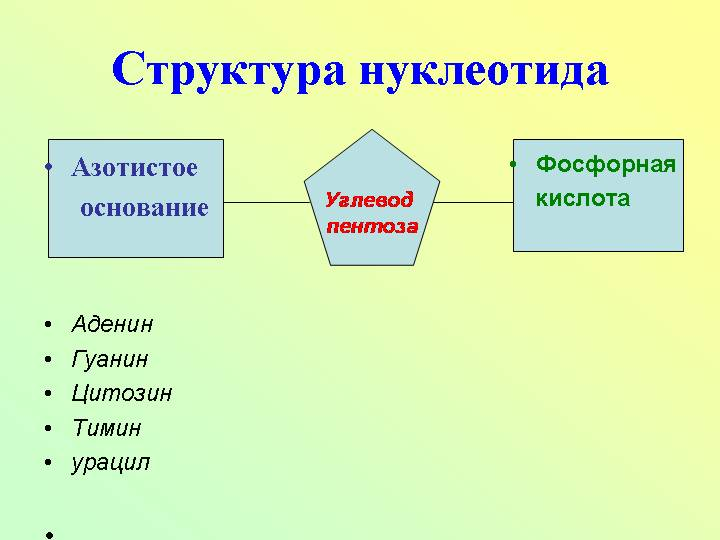 Структура нуклеотида
• Азотистое
основание
Углевод
пентоза
• Фосфорная
кислота
• Аденин
• Гуанин
• Цитозин
• Тимин
• урацил
•